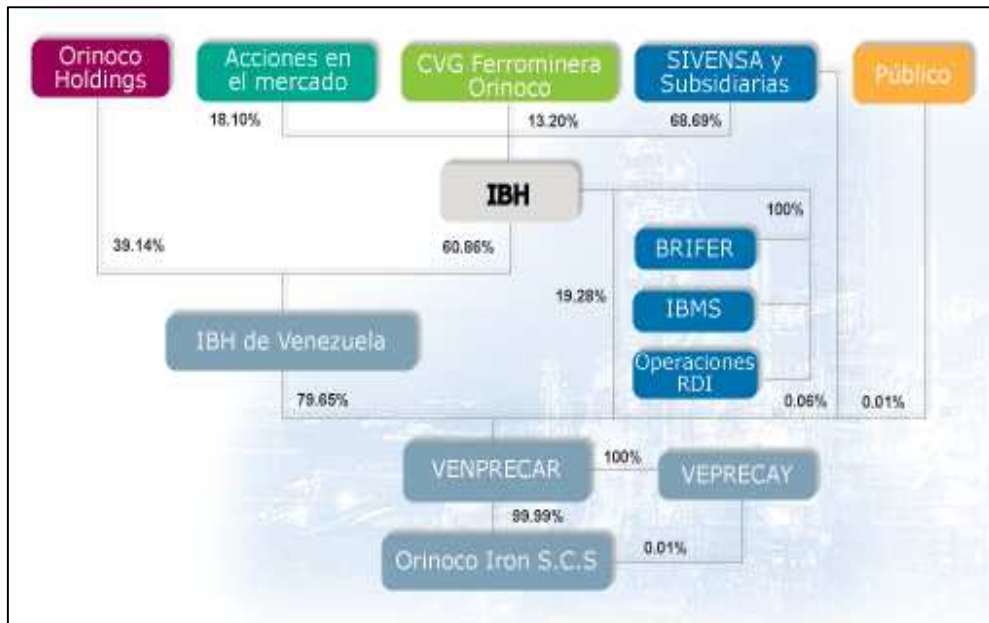 Orinoco
Holdings
Acciones en
el mercado
CVG Ferrominera
Orinoco
SIVENSA y
Subsidiarias
Público
18.10%
13.20%
68.69%
IBH
100%
39.14%
60.86%
BRIFER
19.28%
IBMS
IBH de Venezuela
Operaciones
RDI
79.65%
0.06%
0.01%
VENPRECAR
100%
VEPRECAY
99.99%
Orinoco Iron S.C.S
0.01%